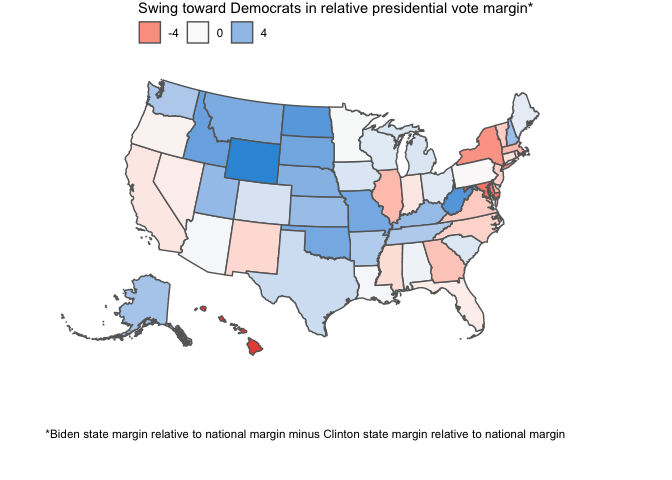 Swing toward Democrats in relative presidential vote margin*
-4 0 4
*Biden state margin relative to national margin minus Clinton state margin relative to national margin